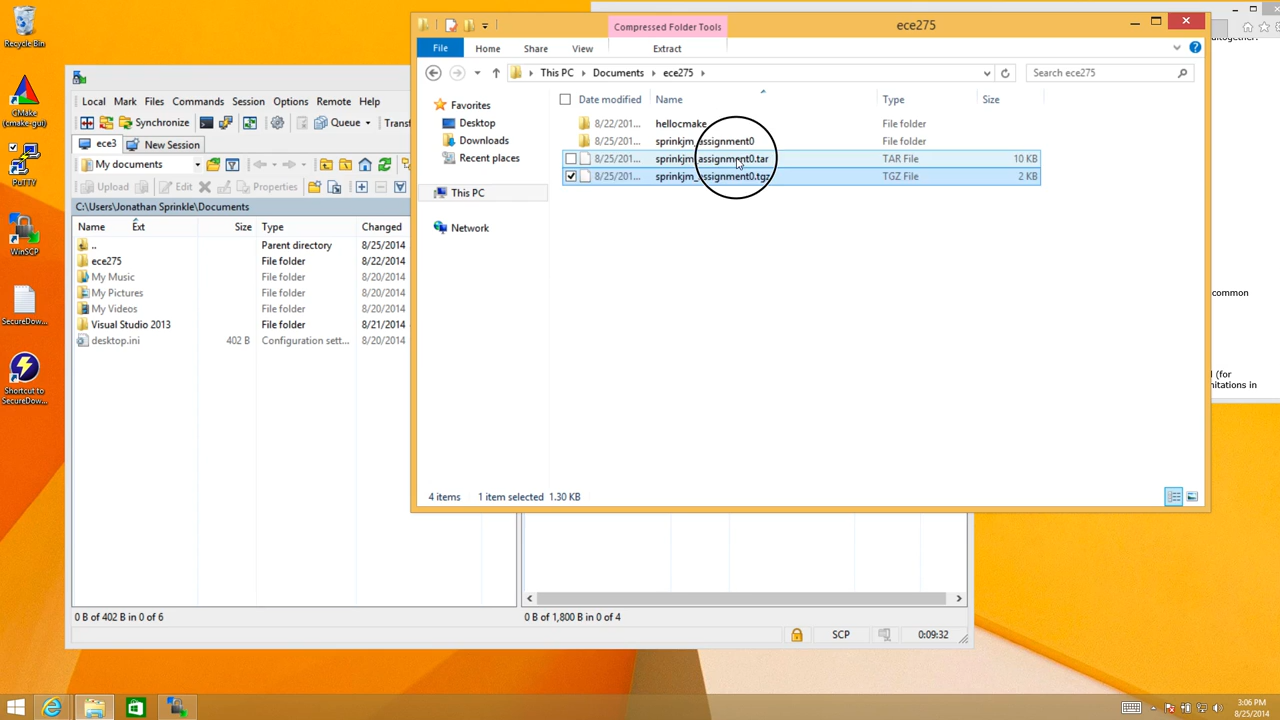 Recycle Bin
CMake
(cmake-gui)
PuTTY
WinSCP
SecureDow...
Shortcut to
SecureDow...
Local Mark Files Commands Session Options Remote Help
Synchronize
Queue
Transf
ece3
New Session
My documents
Upload
Edit
Properties
C:\Users\Jonathan Sprinkle\Documents
Name Ext Size Type Changed
.. Parent directory 8/25/2014
ece275 File folder 8/22/2014
My Music File folder 8/20/2014
My Pictures File folder 8/20/2014
My Videos File folder 8/20/2014
Visual Studio 2013 File folder 8/21/2014
desktop.ini 402 B Configuration sett... 8/20/2014
0 B of 402 B in 0 of 6
0 B of 1,800 B in 0 of 4
SCP
0:09:32
Compressed Folder Tools
ece275
File Home Share View Extract
This PC Documents ece275
Search ece275
Favorites
Desktop
Downloads
Recent places
This PC
Network
Date modified Name Type Size
8/22/201... hellocmake File folder
8/25/201... sprinkjm_assignment0 File folder
8/25/201... sprinkjm_assignment0.tar TAR File 10 KB
8/25/201... sprinkjm_assignment0.tgz TGZ File 2 KB
4 items 1 item selected 1.30 KB
common
(for
3:06 PM
8/25/2014